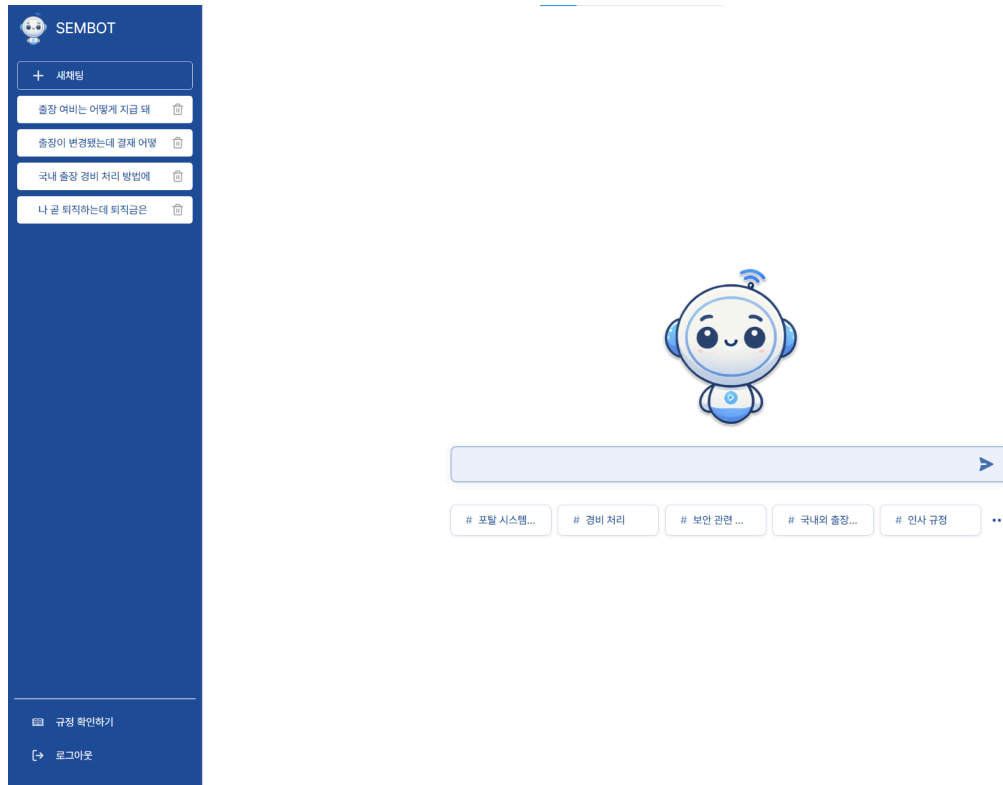 SEMBOT
새채팅
출장 여비는 어떻게 지급 돼
출장이 변경됐는데 결재 어떻
국내 출장 경비 처리 방법에
나 곧 퇴직하는데 퇴직금은
# 포탈 시스템... # 경비 처리 # 보안 관련 ... # 국내외 출장... # 인사 규정
규정 확인하기
로그아웃